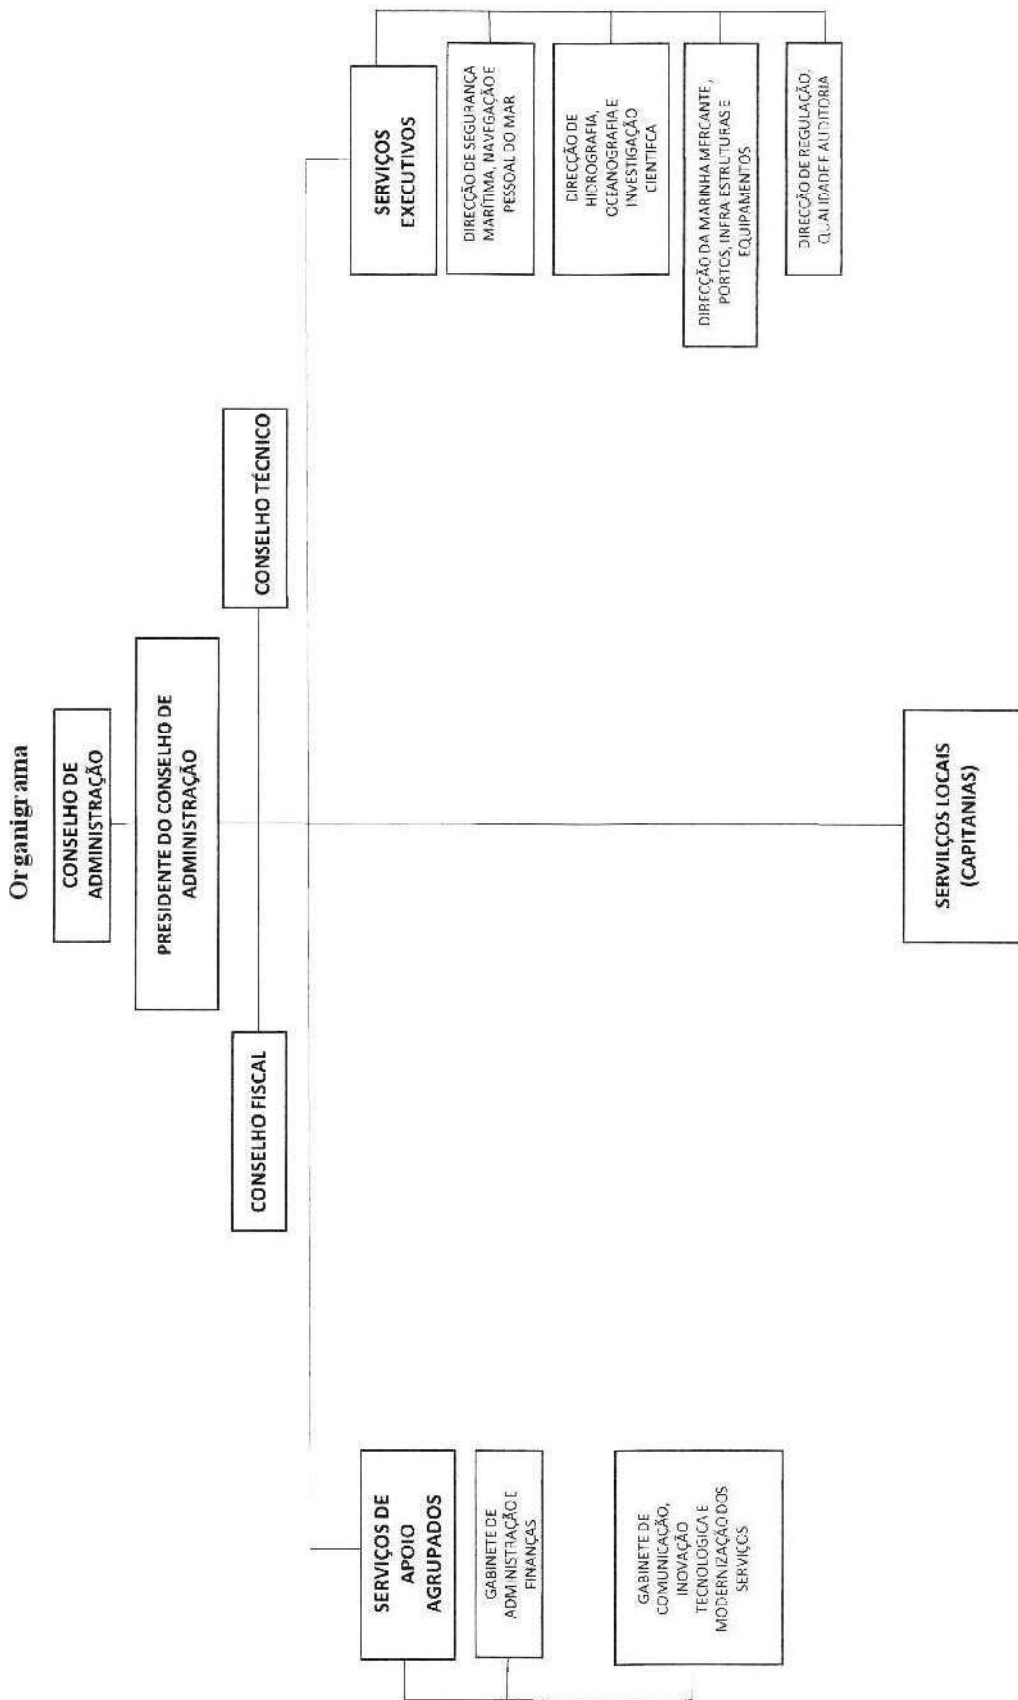 Organigrama
CONSELHO DE
ADMINISTRAÇÃO
PRESIDENTE DO CONSELHO DE
ADMINISTRAÇÃO
CONSELHO FISCAL
CONSELHO TÉCNICO
SERVIÇOS DE
APOIO
AGRUPADOS
GABINETE DE
ADMINISTRAÇÃO E
FINANÇAS
GABINETE DE
COMUNICAÇÃO,
INOVAÇÃO
TECNOLOGICA E
MODERNIZAÇÃO DOS
SERVIÇOS
SERVILÇOS LOCAIS
(CAPITANIAS)
SERVIÇOS
EXECUTIVOS
DIRECÇÃO DE SEGURANÇA
MARÍTIMA, NAVEGAÇÃO E
PESSOAL DO MAR
DIRECÇÃO DE
HIDROGRAFIA,
OCEANOGRAFIA E
INVESTIGAÇÃO
CIENTIFCA
DIRECÇÃO DA MARINHA MERCANTE,
PORTOS, INFRA ESTRUTURAS E
EQUIPAMENTOS
DIRECÇÃO DE REGULAÇÃO,
QUALIDADE E AUDITORIA